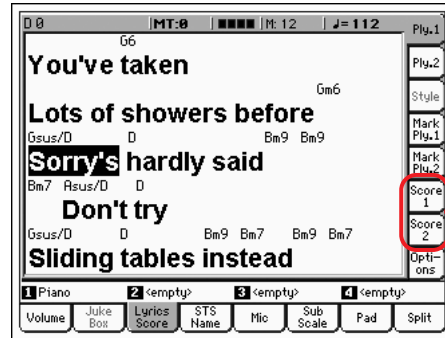 D 0 MT:0 M: 12 ♩= 112
G6
You've taken
Gm6
Lots of showers before
Gsus/D D Bm9 Bm9
Sorry's hardly said
Bm7 Asus/D D
Don't try
Gsus/D D Bm9 Bm7 Bm9 Bm7
Sliding tables instead
1 Piano 2 <empty> 3 <empty> 4 <empty>
Volume Juke Box Lyrics Score STS Name Mic Sub Scale Pad Split
Ply.1
Ply.2
Style
Mark
Ply.1
Mark
Ply.2
Score
1
Score
2
Opti-
ons